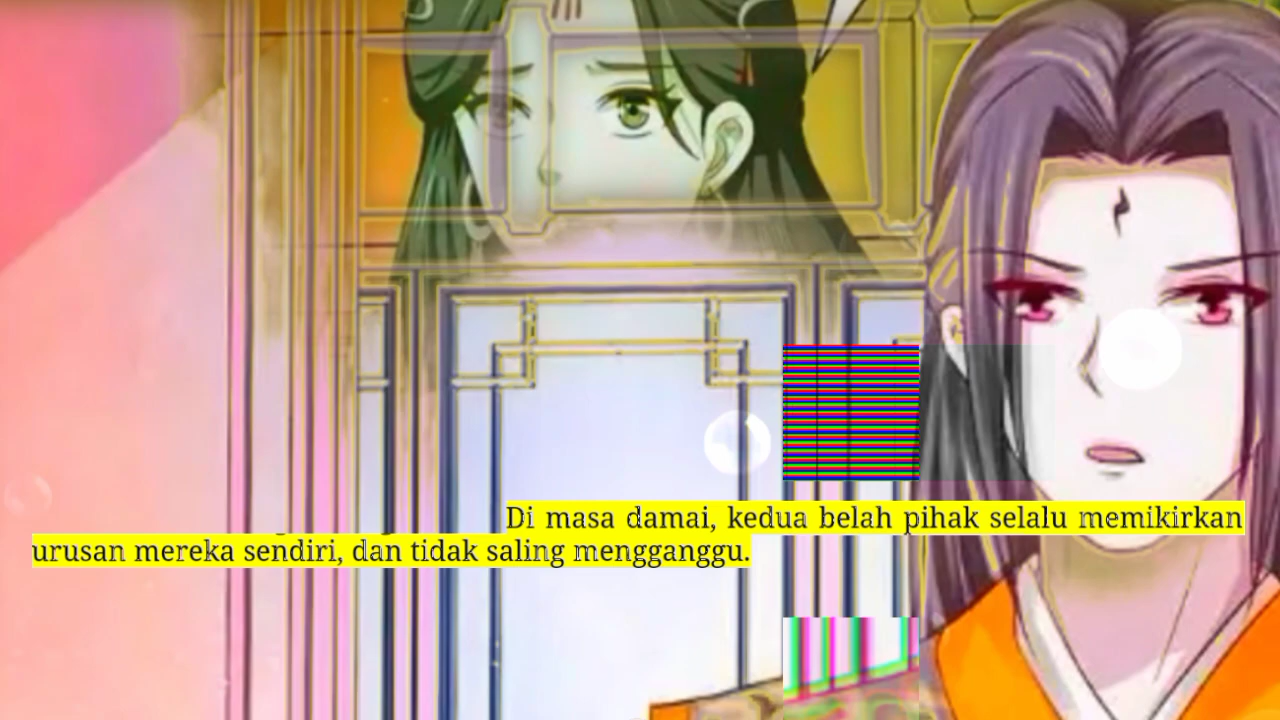 Di masa damai, kedua belah pihak selalu memikirkan
urusan mereka sendiri, dan tidak saling mengganggu.